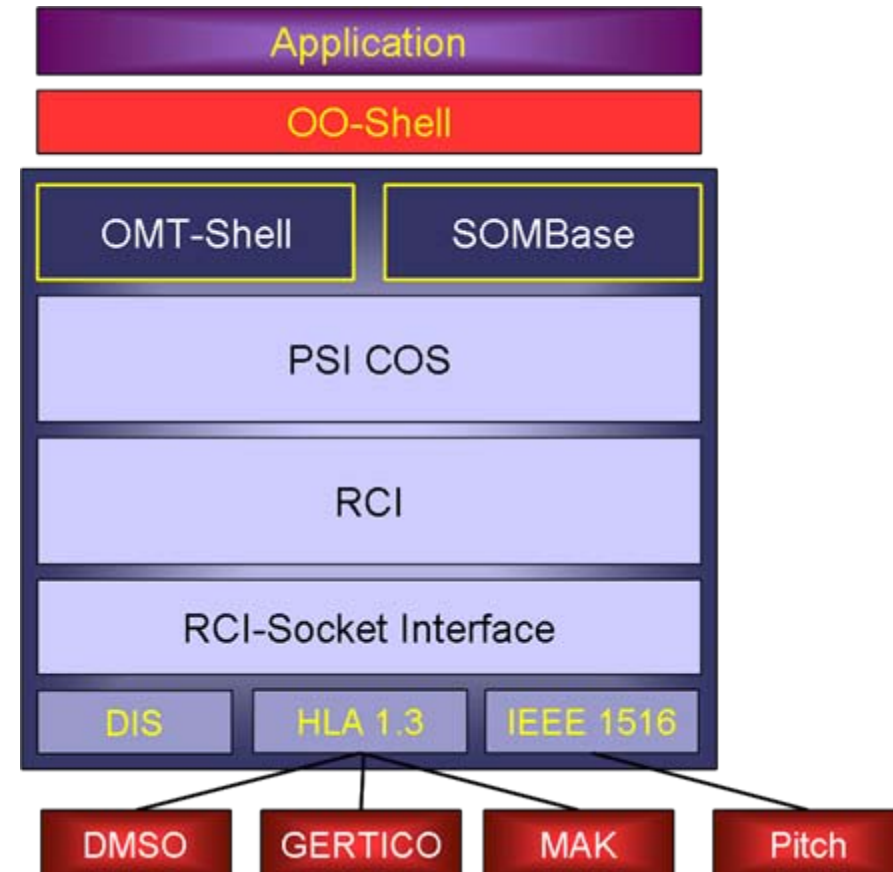 Application
OO-Shell
OMT-Shell
SOMBase
PSI COS
RCI
RCI-Socket Interface
DIS
HLA 1.3
IEEE 1516
DMSO
GERTICO
MAK
Pitch